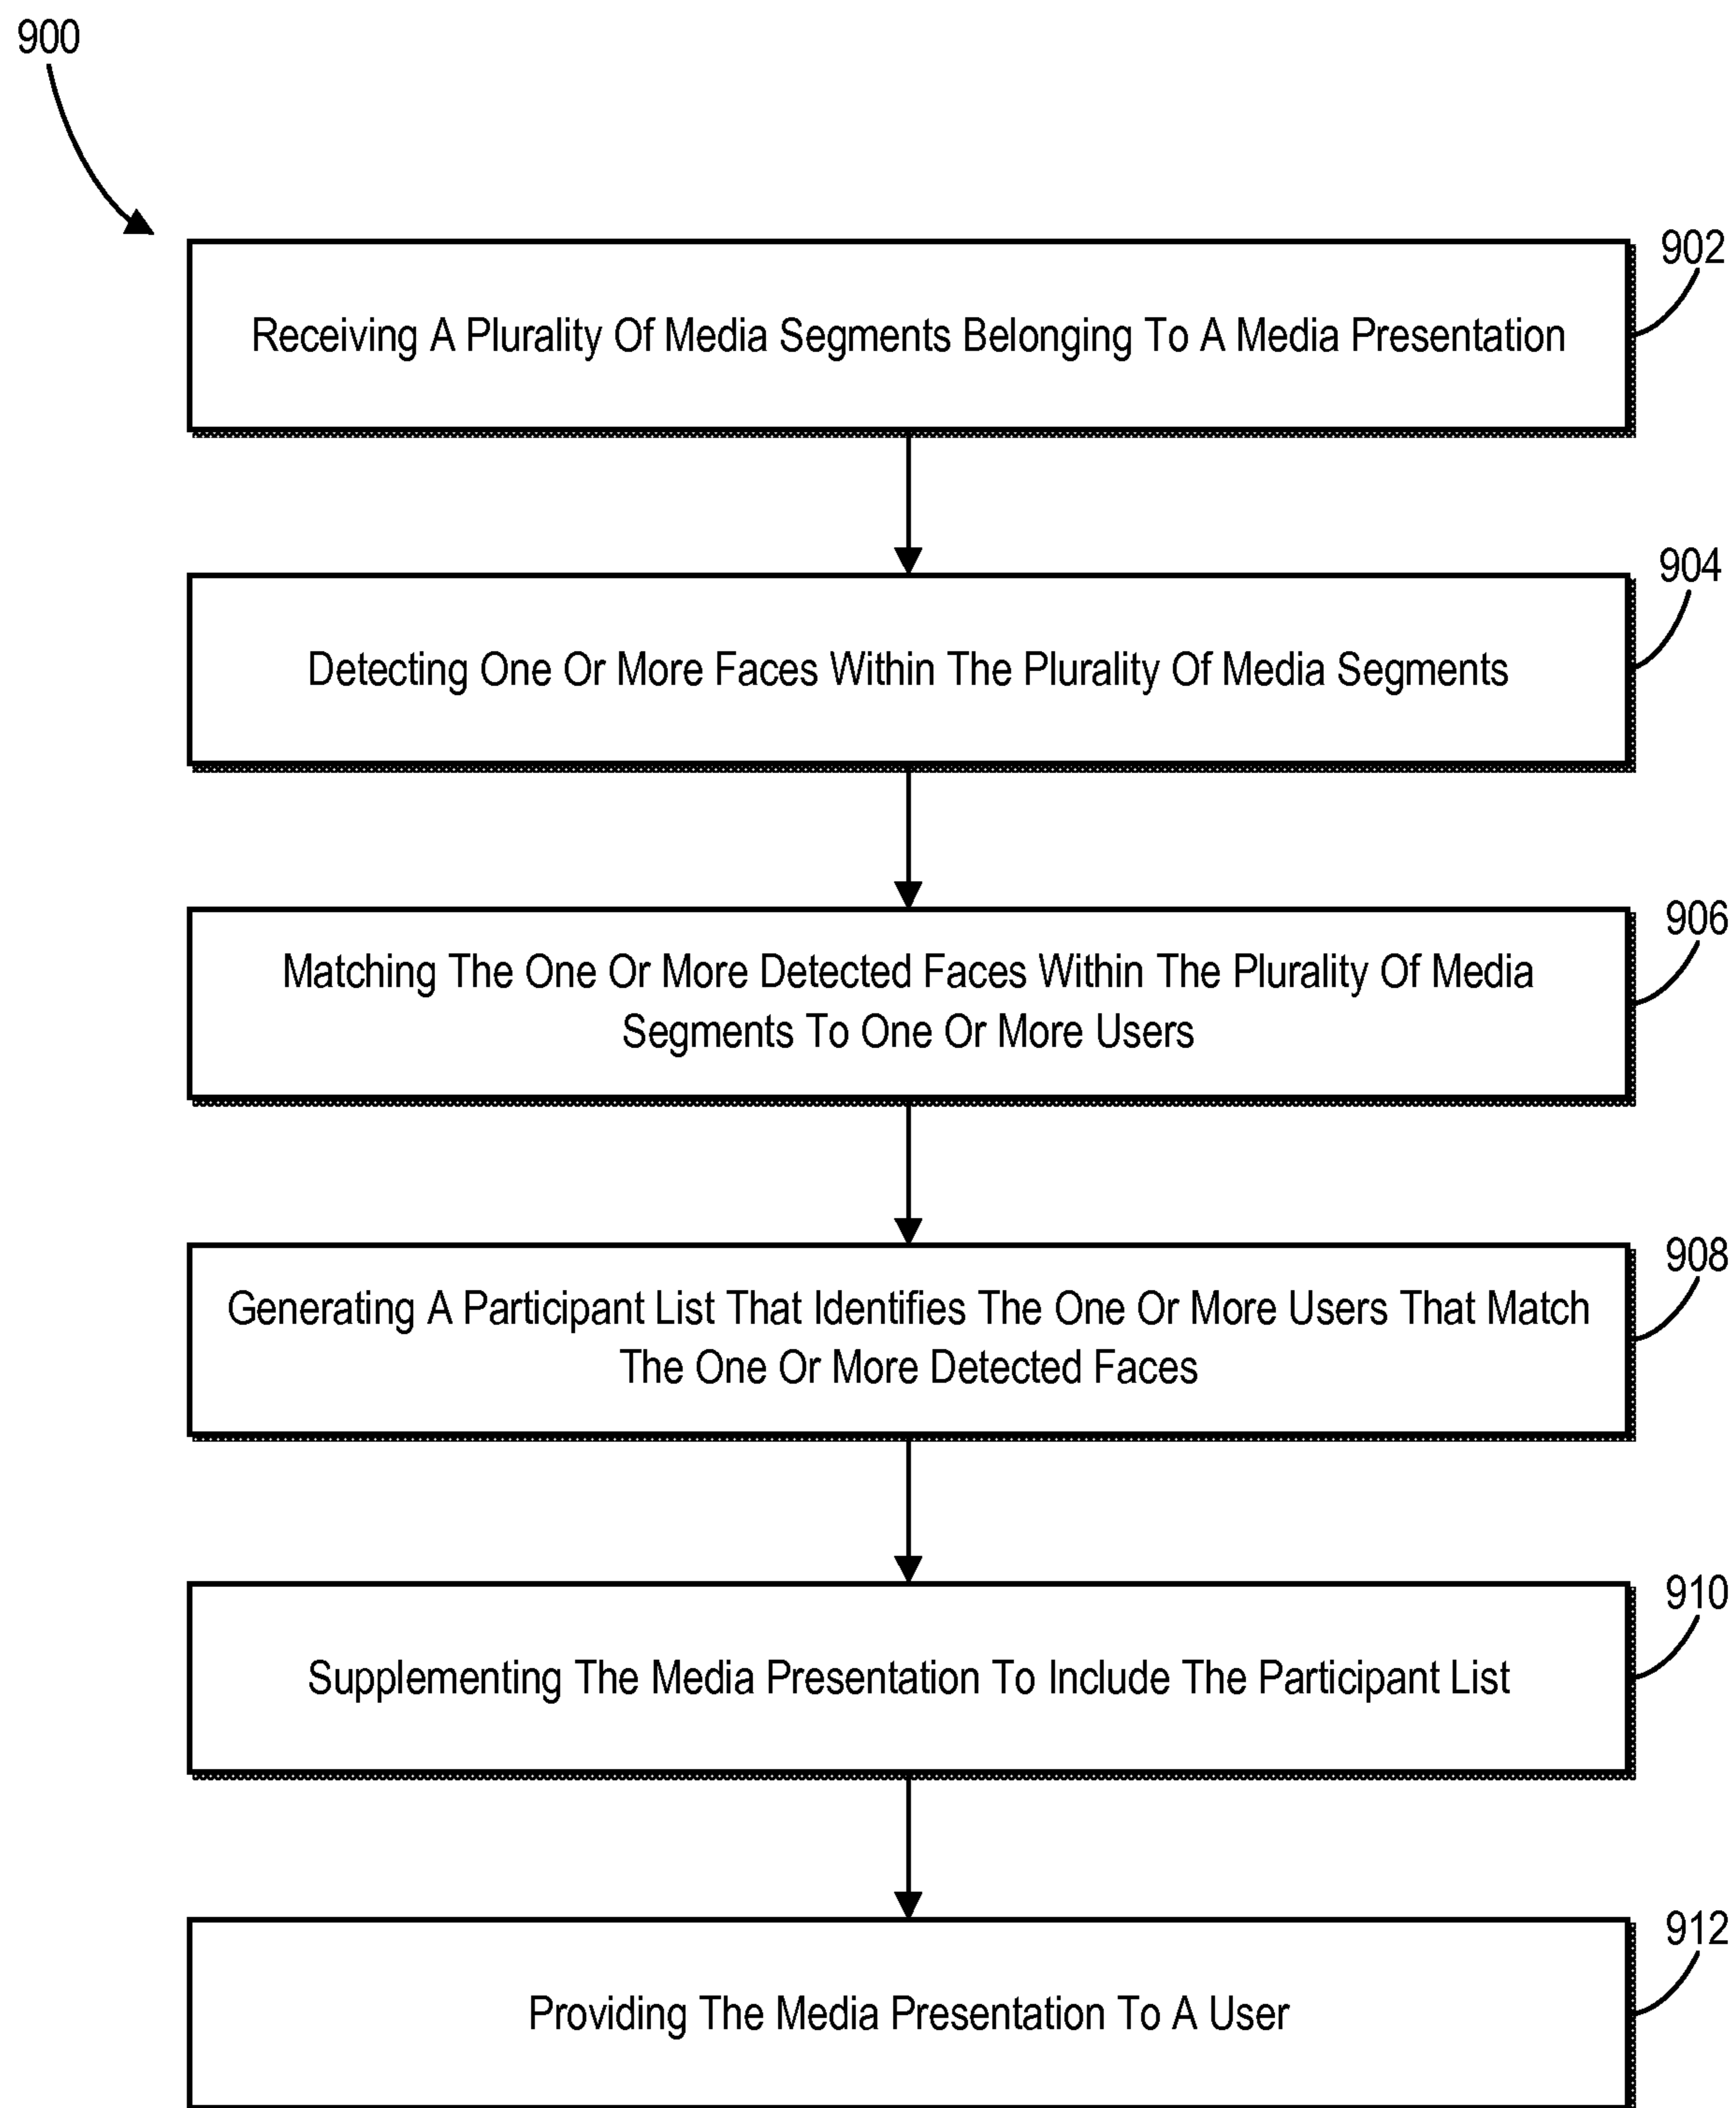 900
902
Receiving A Plurality Of Media Segments Belonging To A Media Presentation
904
Detecting One Or More Faces Within The Plurality Of Media Segments
906
Matching The One Or More Detected Faces Within The Plurality Of Media
Segments To One Or More Users
908
Generating A Participant List That Identifies The One Or More Users That Match
The One Or More Detected Faces
910
Supplementing The Media Presentation To Include The Participant List
912
Providing The Media Presentation To A User